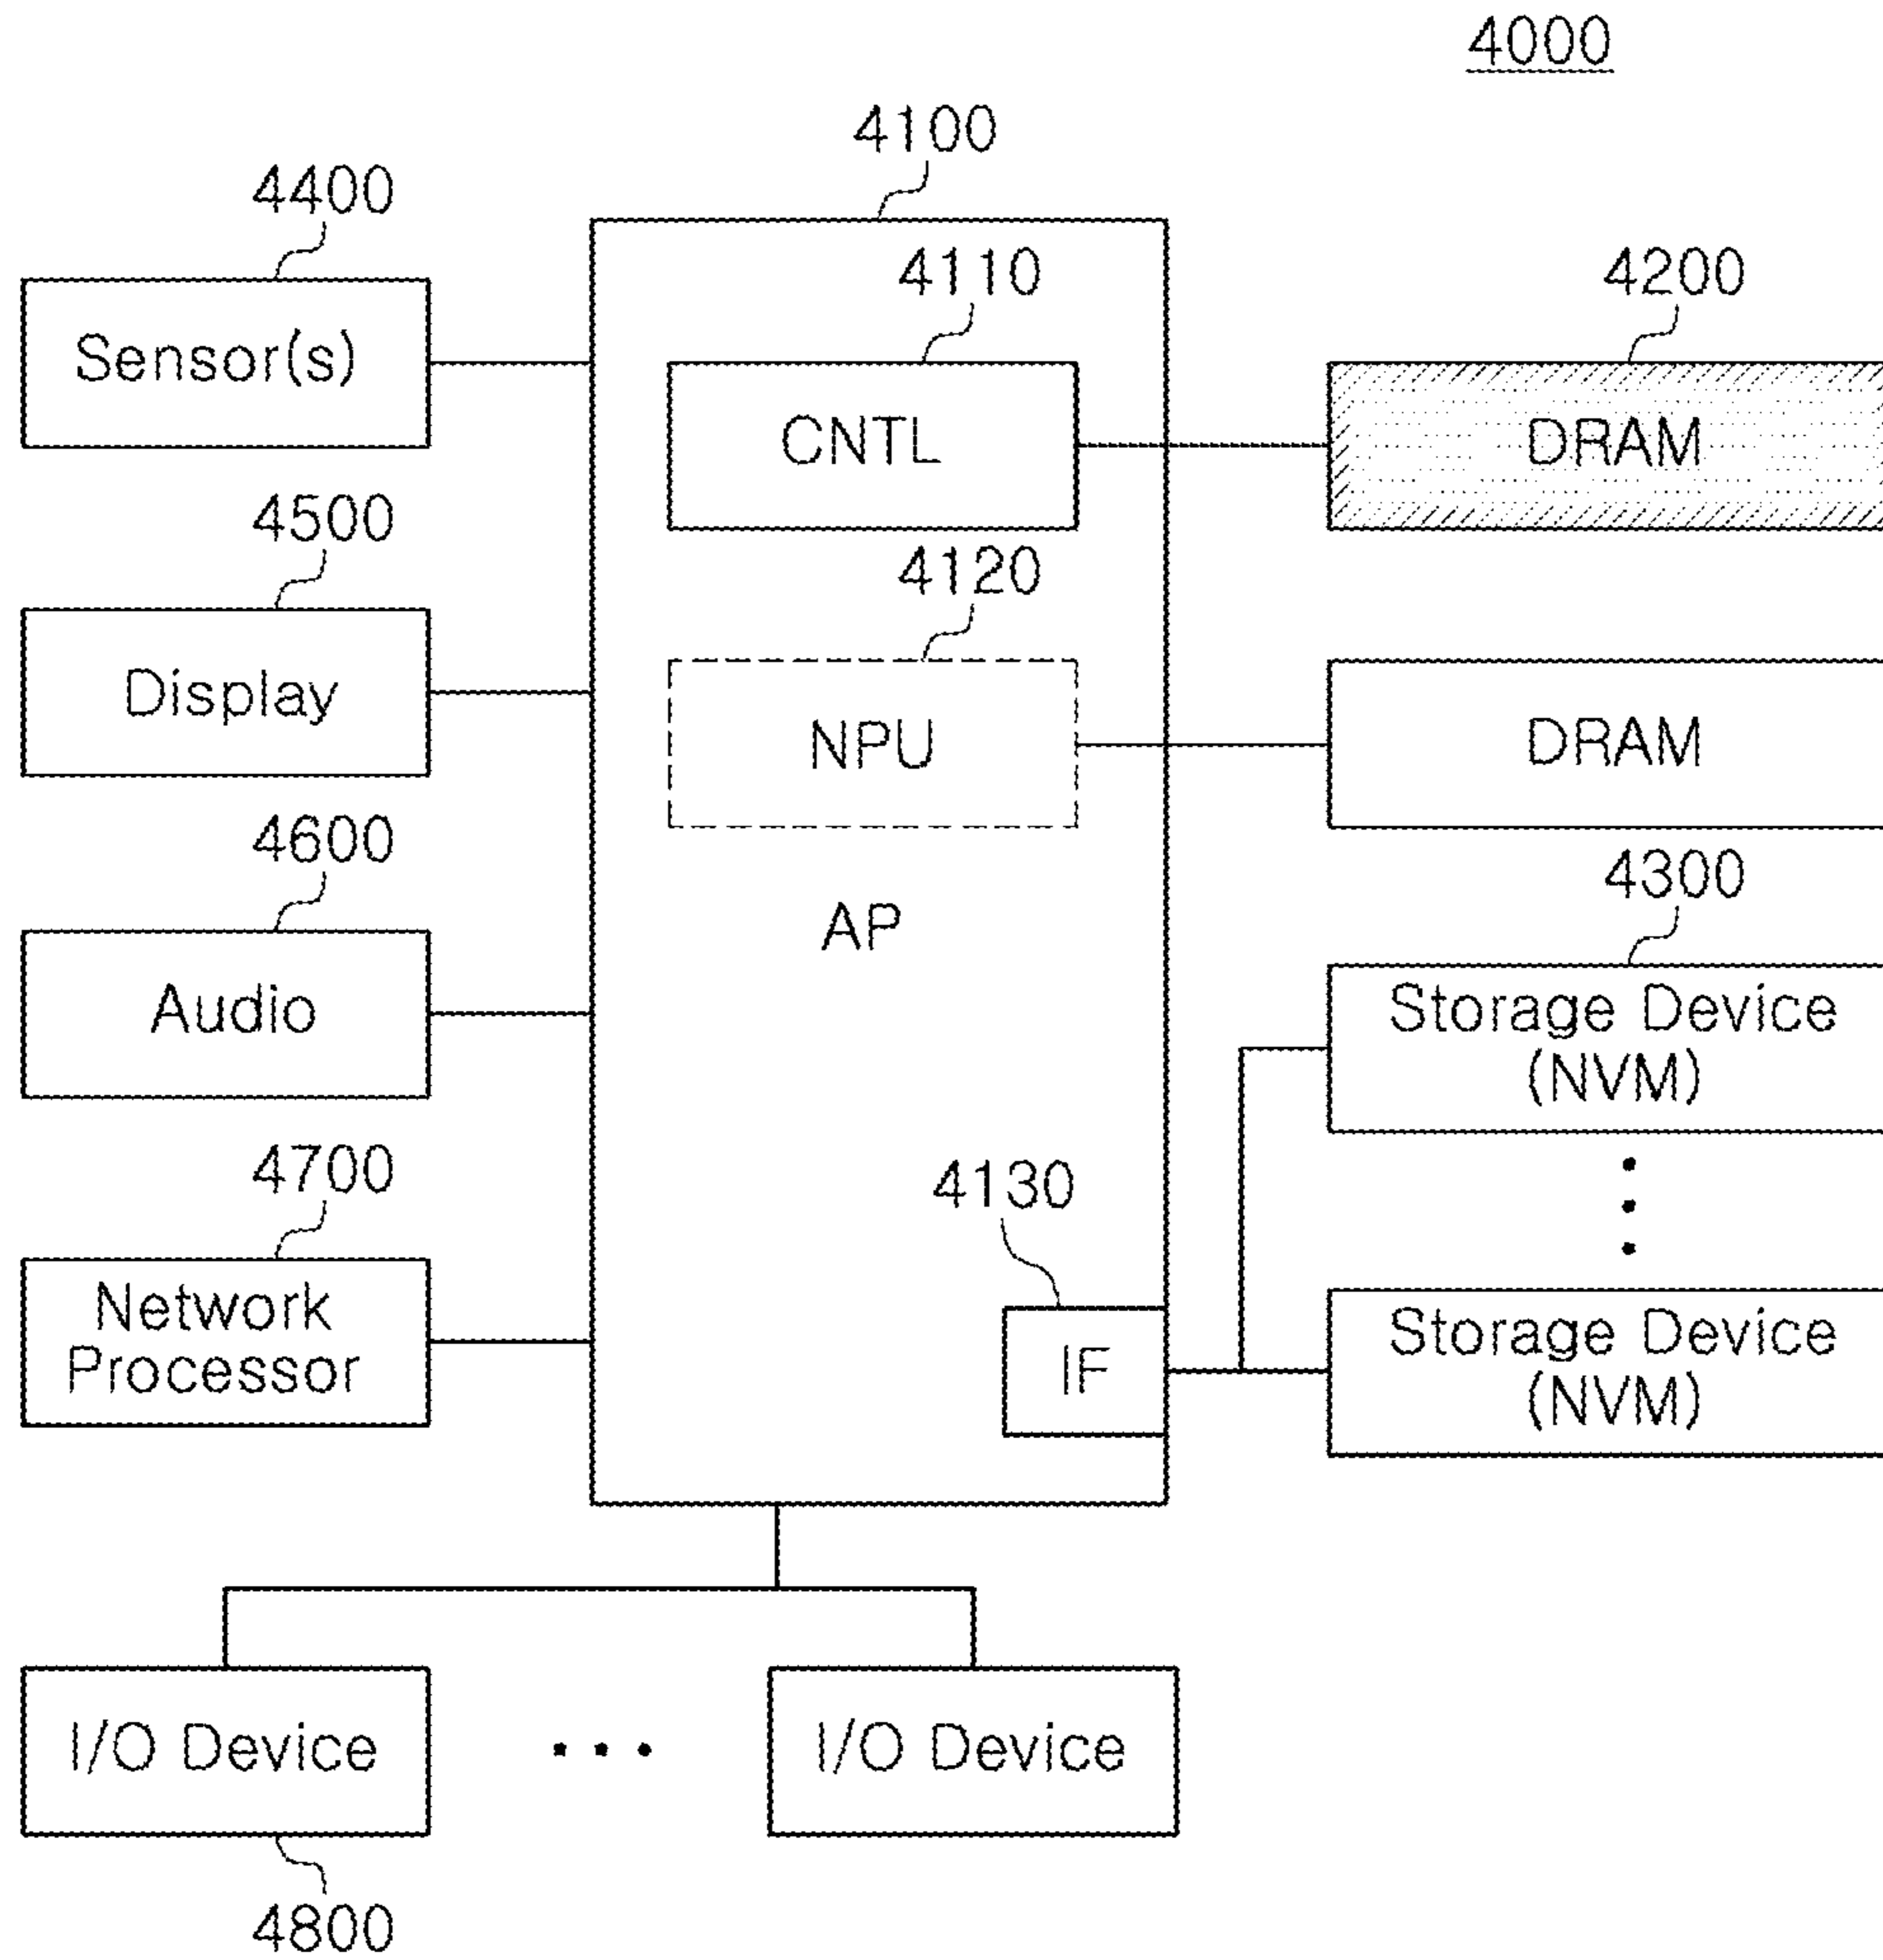 4000
4100
4400
Sensor(s)
4110
CNTL
4200
DRAM
4500
Display
4120
NPU
DRAM
4600
Audio
AP
4300
Storage Device
(NVM)
4700
Network
Processor
4130
IF
Storage Device
(NVM)
I/O Device
I/O Device
4800